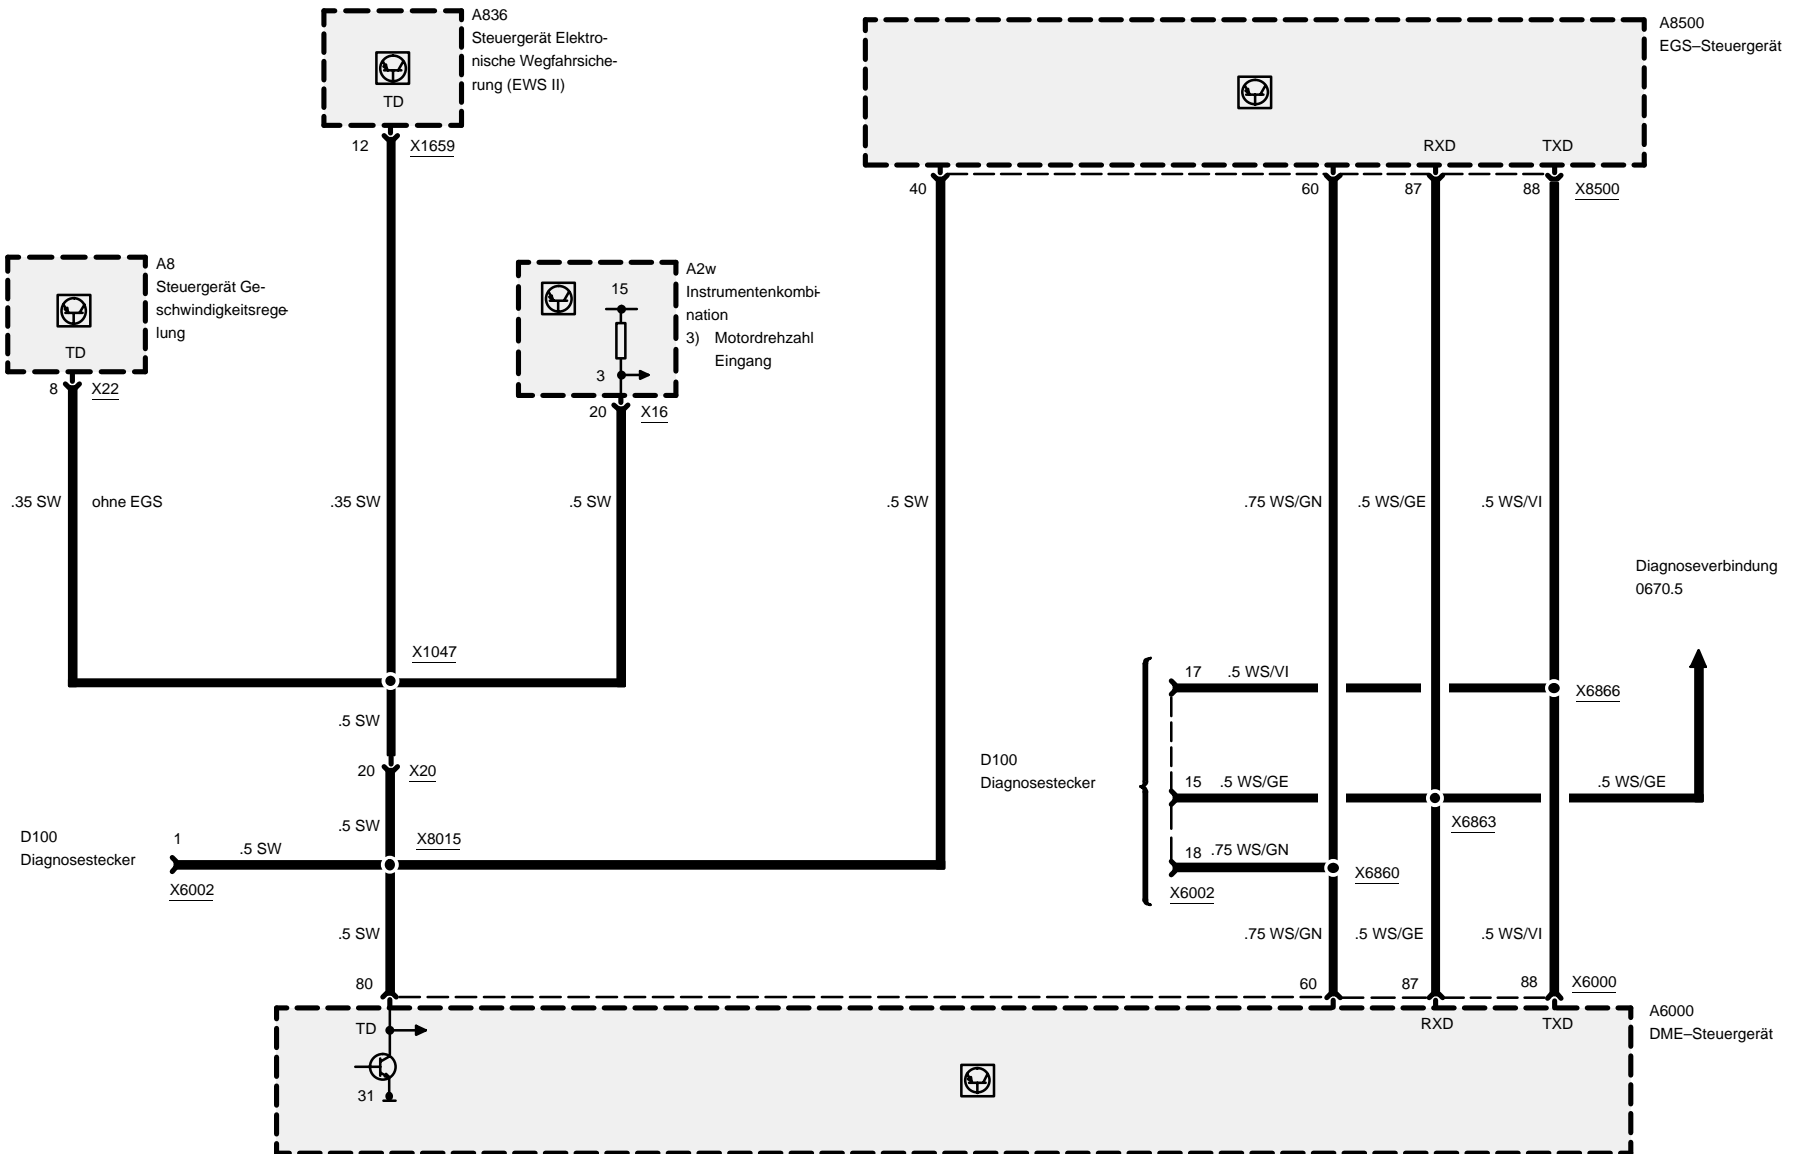 A836
Steuergerät Elektro-
nische Wegfahrsiche-
rung (EWS II)
TD
12
X1659
A8500
EGS–Steuergerät
RXD
TXD
40
60
87
88
X8500
A8
Steuergerät Ge-
schwindigkeitsrege-
lung
TD
8
X22
A2w
Instrumentenkombi-
nation
3) Motordrehzahl
Eingang
15
3
20
X16
.35 SW
ohne EGS
.35 SW
.5 SW
.5 SW
.75 WS/GN
.5 WS/GE
.5 WS/VI
Diagnoseverbindung
0670.5
X1047
.5 SW
20
X20
.5 SW
X8015
D100
Diagnosestecker
1
.5 SW
X6002
D100
Diagnosestecker
17
.5 WS/VI
X6866
15
.5 WS/GE
.5 WS/GE
X6863
18
.75 WS/GN
X6860
X6002
.5 SW
.75 WS/GN
.5 WS/GE
.5 WS/VI
80
60
87
88
X6000
TD
31
RXD
TXD
A6000
DME–Steuergerät